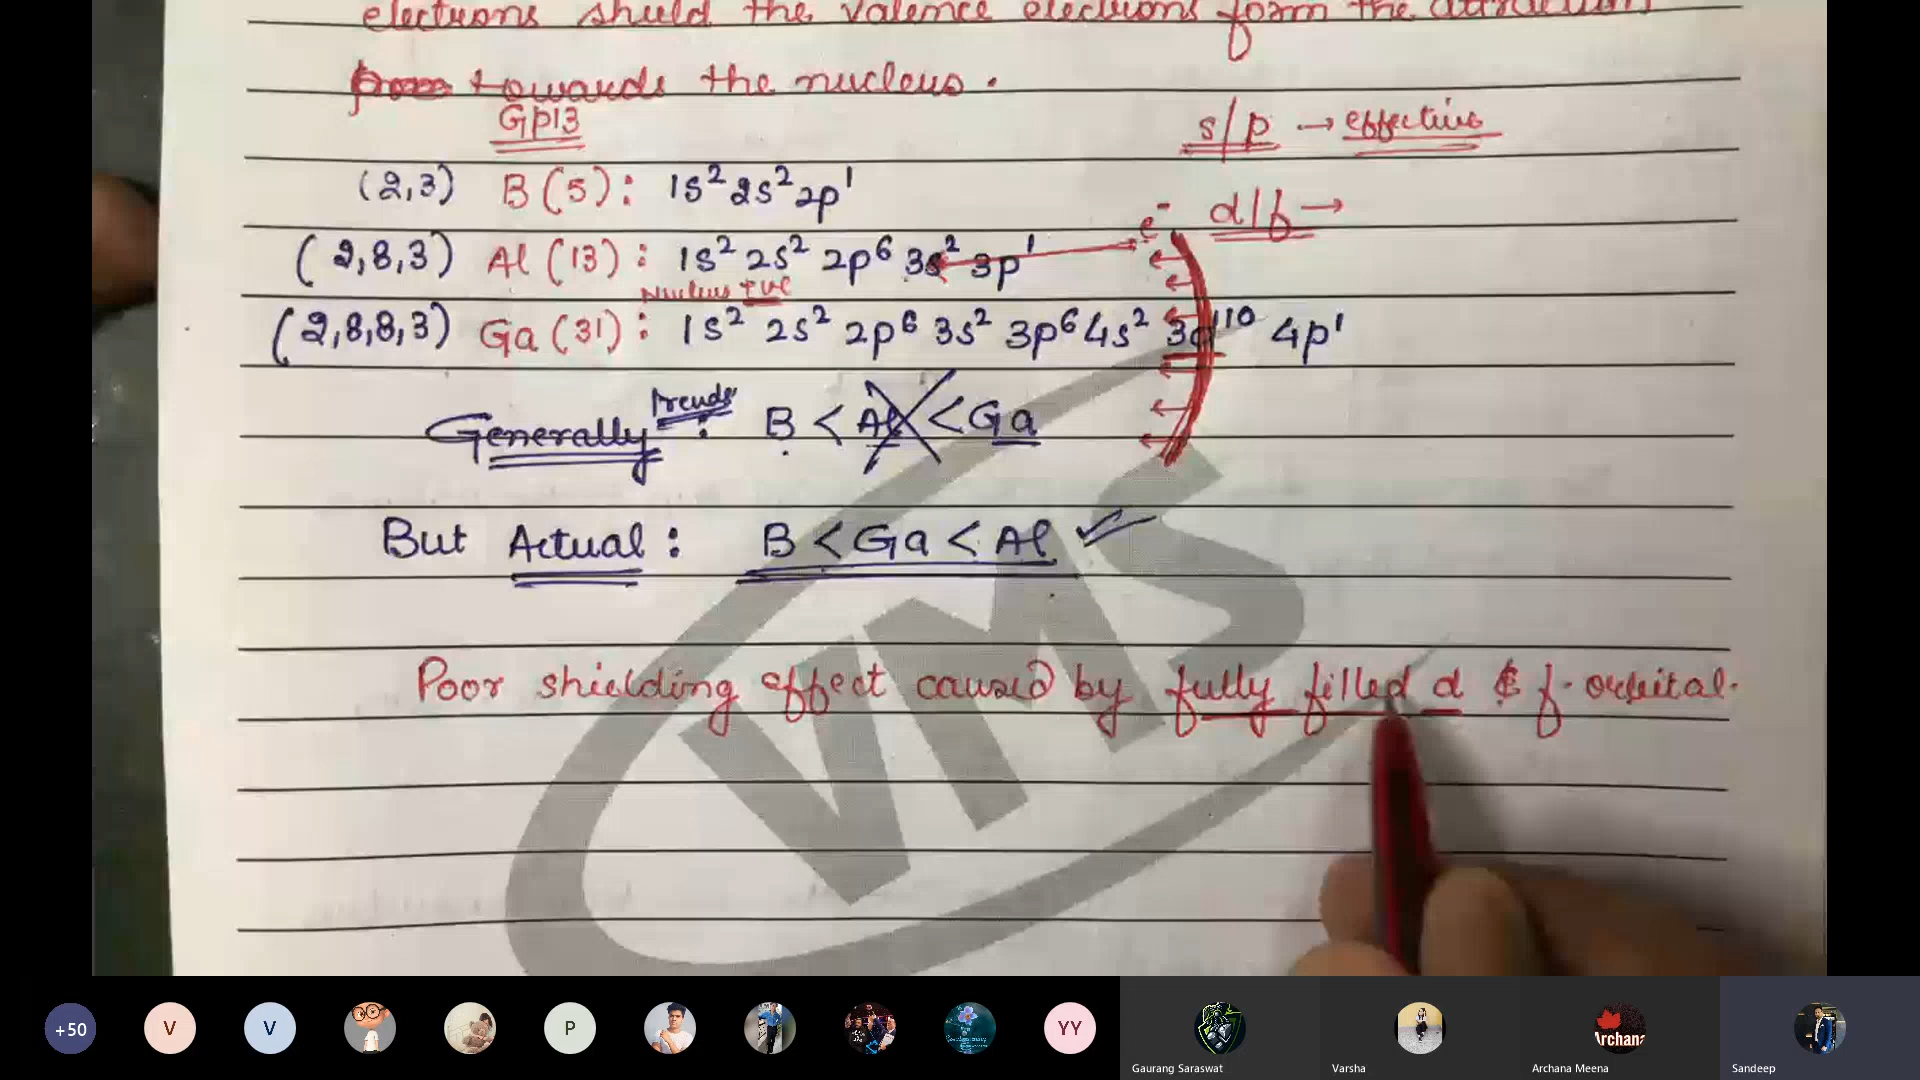 electrons shield the valence electrons form the attraction
towards the nucleus.
Gp13
s/p → effective
(2,3) B(5): 1s² 2s² 2p¹
e⁻ d/f →
(2,8,3) Al (13): 1s² 2s² 2p⁶ 3s² 3p¹
Nucleus +ve
(2,8,8,3) Ga (31): 1s² 2s² 2p⁶ 3s² 3p⁶ 4s² 3d¹⁰ 4p¹
Generally trends: B < Al < Ga
But Actual: B < Ga < Al ✓
Poor shielding effect caused by fully filled d & f-orbital.
VMS
+50 V V P YY
Gaurang Saraswat Varsha Archana Meena Sandeep
Archana